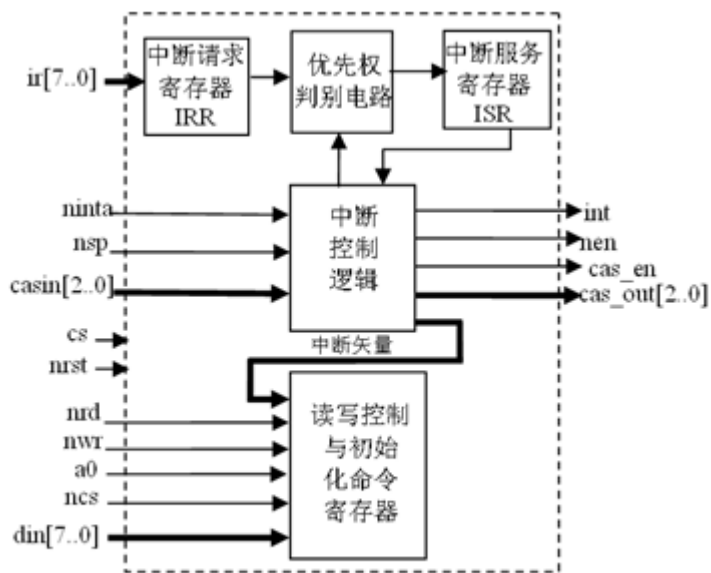 中断请求
寄存器
IRR
优先权
判别电路
中断服务
寄存器
ISR
ir[7..0]
ninta
nsp
casin[2..0]
中断
控制
逻辑
int
nen
cas_en
cas_out[2..0]
cs
nrst
中断矢量
nrd
nwr
a0
ncs
din[7..0]
读写控制
与初始
化命令
寄存器